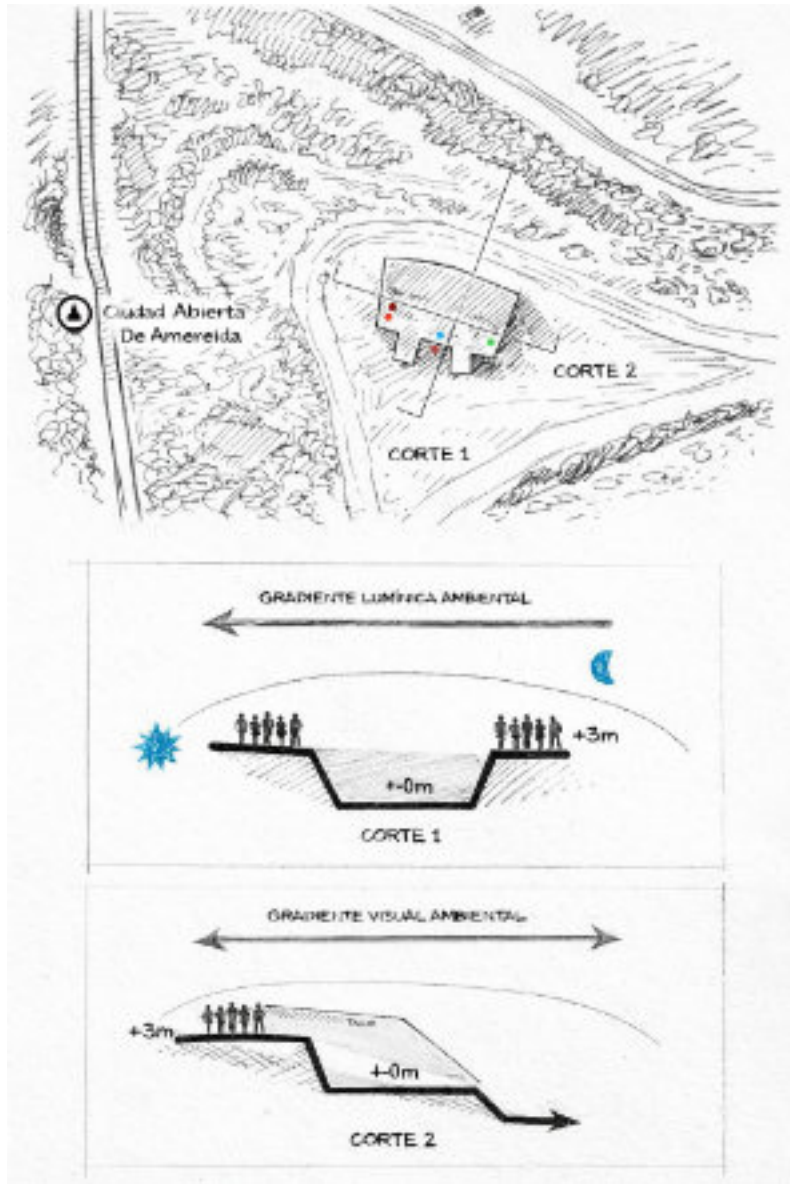 Ciudad Abierta
De Amereida
CORTE 2
CORTE 1
GRADIENTE LUMÍNICA AMBIENTAL
+3m
+-0m
CORTE 1
GRADIENTE VISUAL AMBIENTAL
+3m
+-0m
CORTE 2